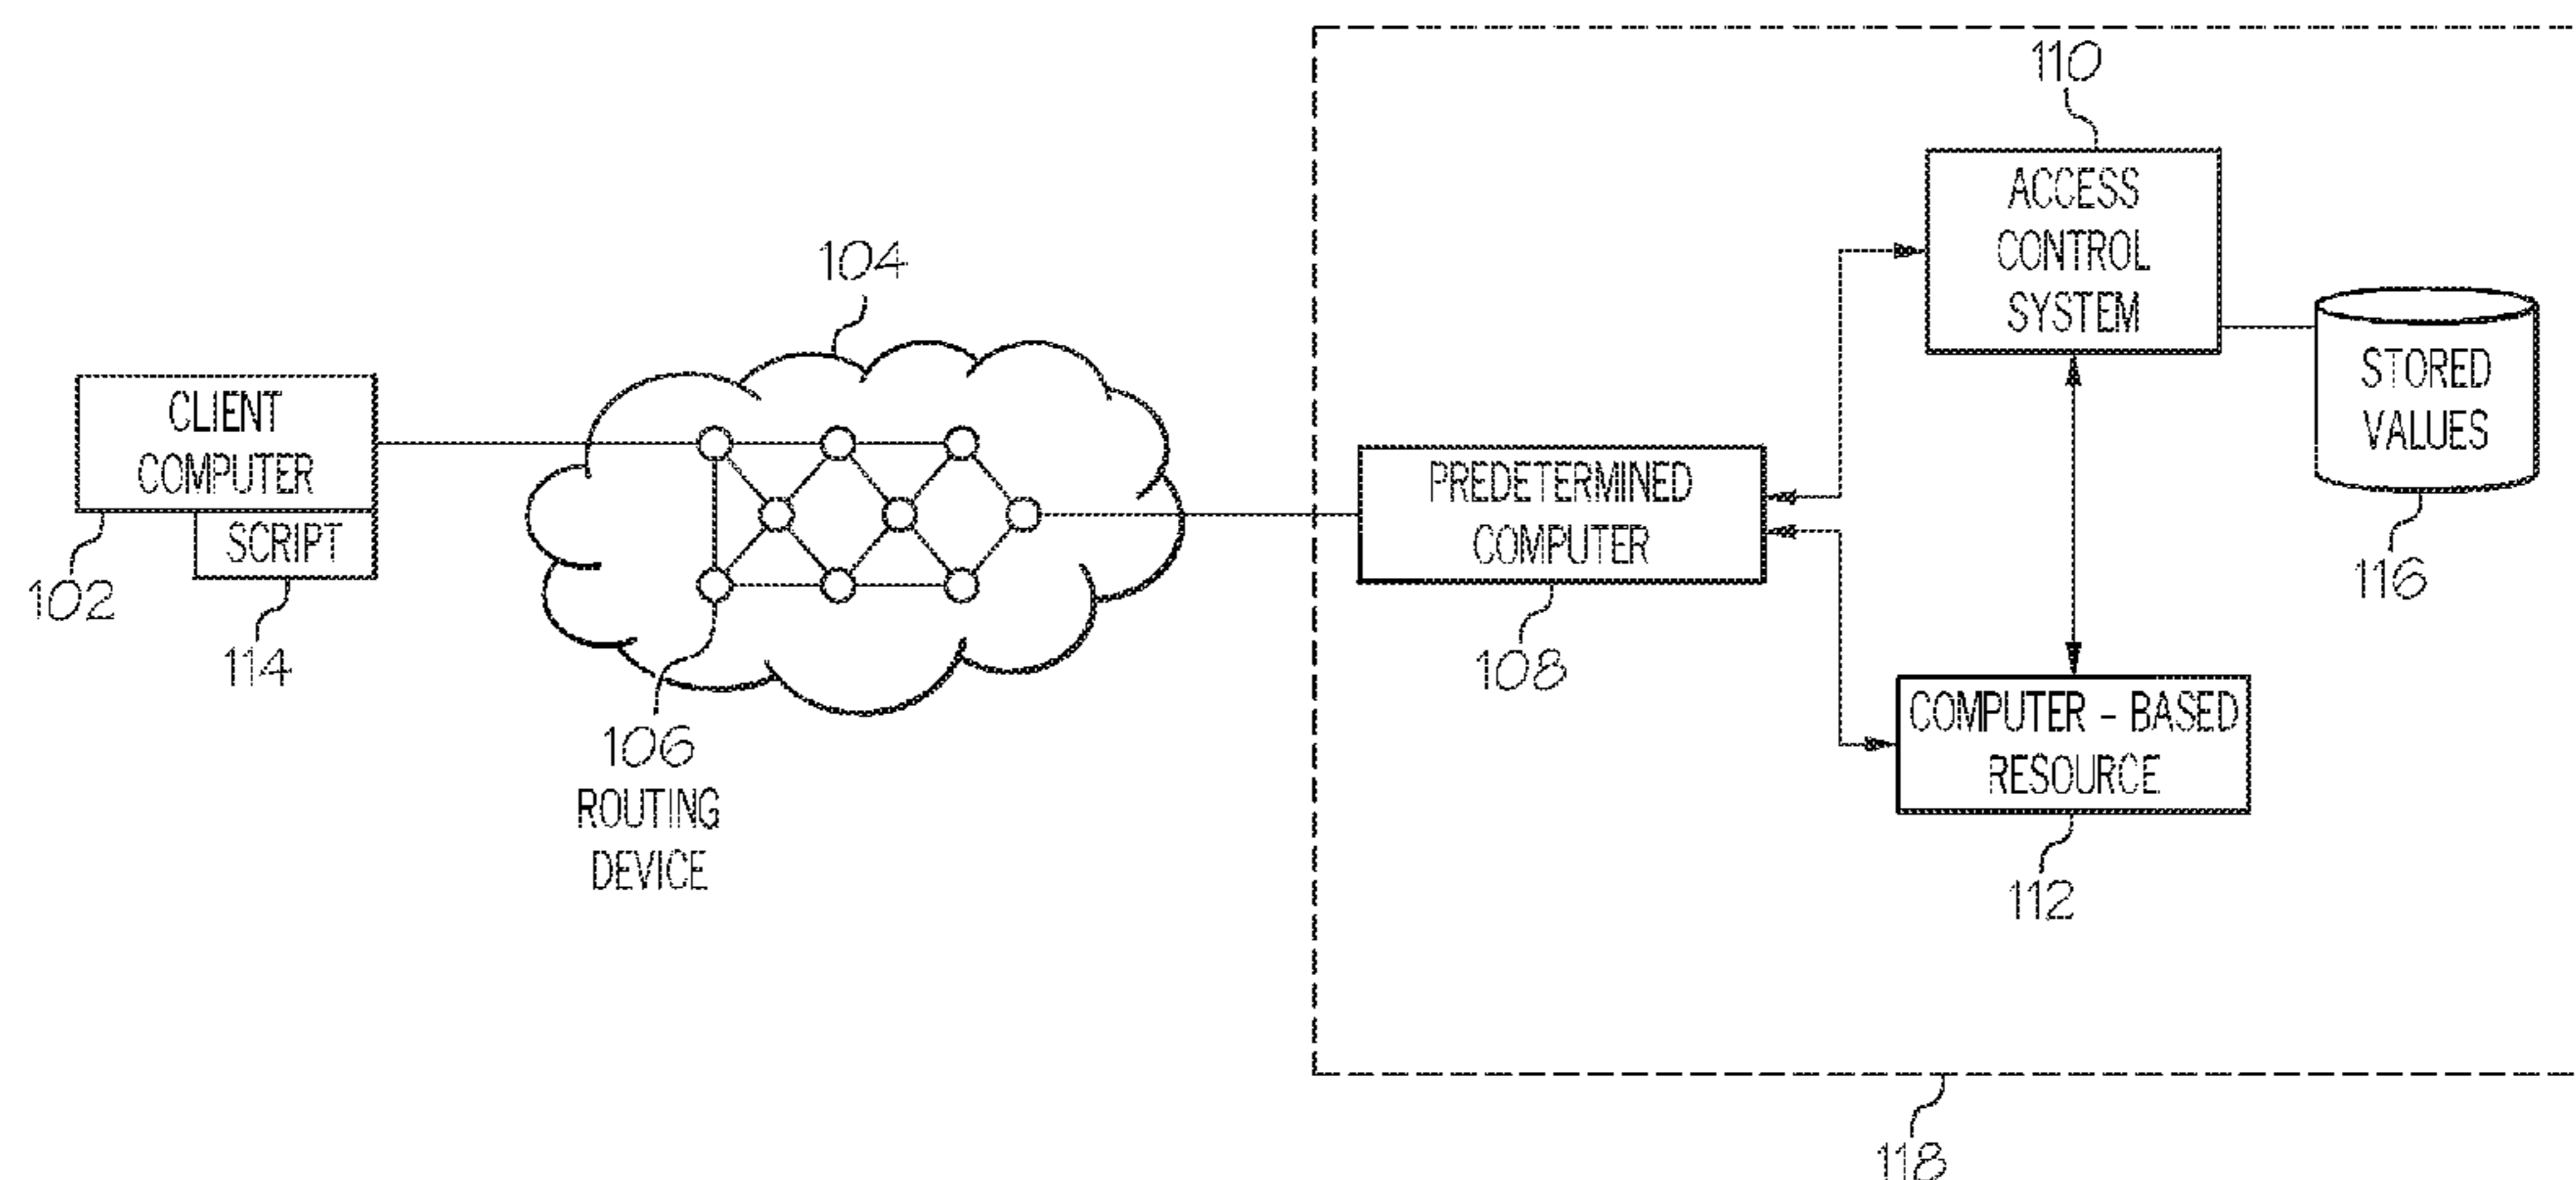 110
ACCESS
CONTROL
SYSTEM
104
STORED
VALUES
CLIENT
COMPUTER
PREDETERMINED
COMPUTER
SCRIPT
102
114
116
108
106
ROUTING
DEVICE
COMPUTER – BASED
RESOURCE
112
118